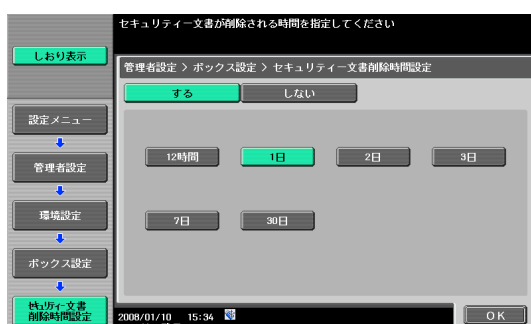 セキュリティー文書が削除される時間を指定してください
しおり表示
管理者設定 > ボックス設定 > セキュリティー文書削除時間設定
する
しない
設定メニュー
管理者設定
環境設定
ボックス設定
セキュリティー文書
削除時間設定
12時間
1日
2日
3日
7日
30日
2008/01/10 15:34
OK